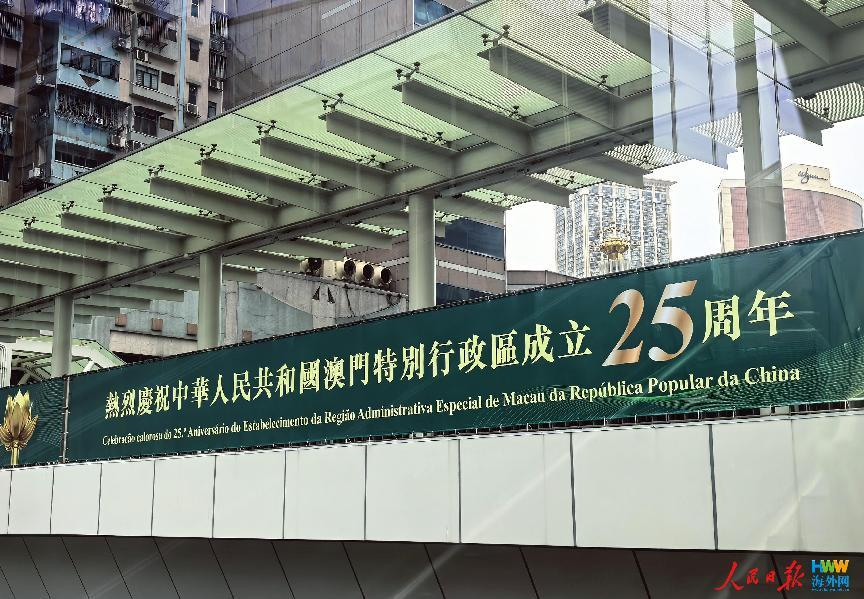 wynn
熱烈慶祝中華人民共和國澳門特別行政區成立25周年
Celebração calorosa do 25.º Aniversário do Estabelecimento da Região Administrativa Especial de Macau da República Popular da China
人民日报
HWW
海外网